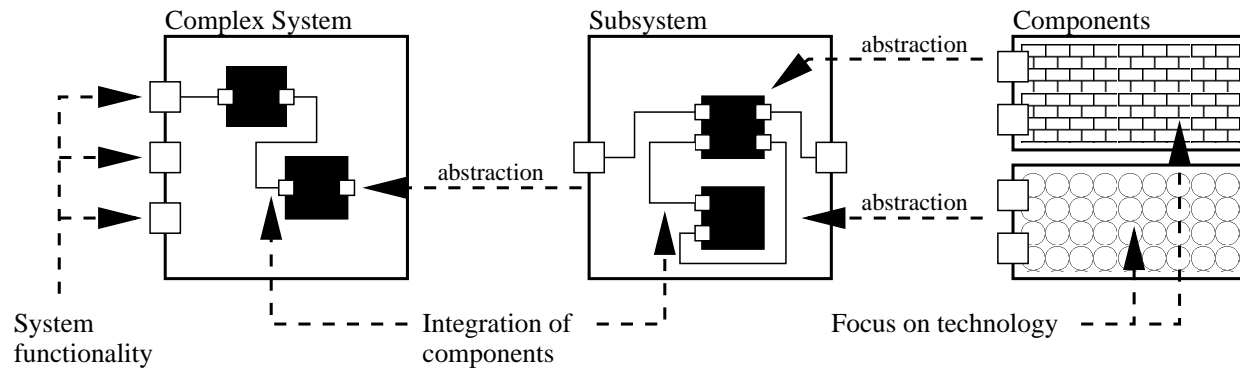 Complex System
Subsystem
Components
abstraction
abstraction
abstraction
System
functionality
Integration of
components
Focus on technology